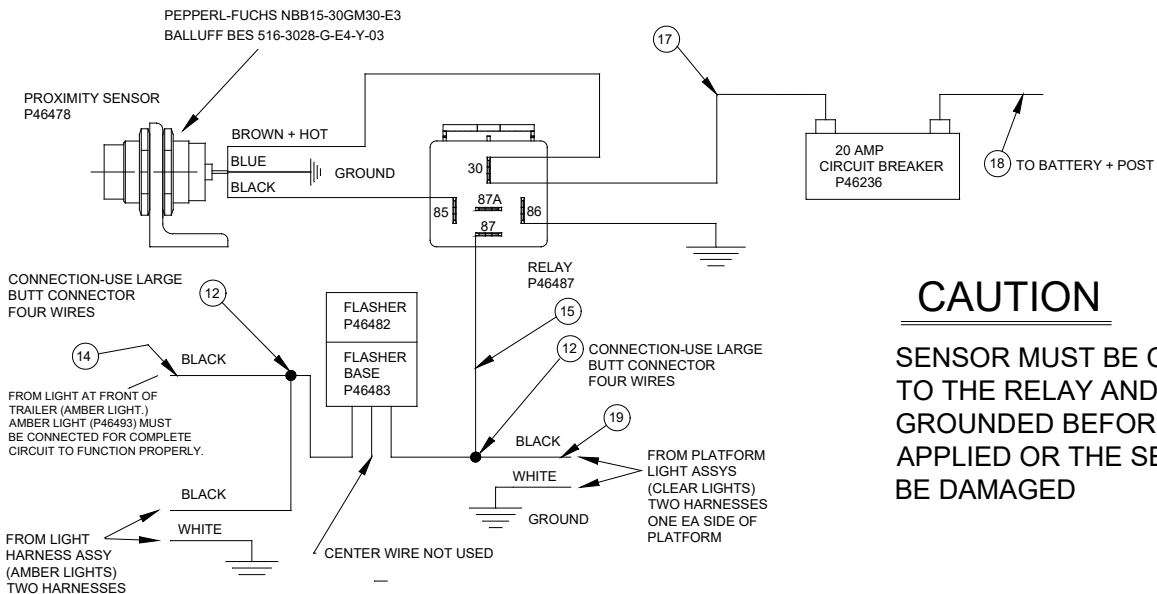 PEPPERL-FUCHS NBB15-30GM30-E3
BALLUFF BES 516-3028-G-E4-Y-03
PROXIMITY SENSOR
P46478
BROWN + HOT
BLUE
GROUND
BLACK
30
87A
85
86
87
RELAY
P46487
17
20 AMP
CIRCUIT BREAKER
P46236
18
TO BATTERY + POST
CONNECTION-USE LARGE
BUTT CONNECTOR
FOUR WIRES
12
14
BLACK
FROM LIGHT AT FRONT OF
TRAILER (AMBER LIGHT.)
AMBER LIGHT (P46493) MUST
BE CONNECTED FOR COMPLETE
CIRCUIT TO FUNCTION PROPERLY.
FLASHER
P46482
FLASHER
BASE
P46483
15
12
CONNECTION-USE LARGE
BUTT CONNECTOR
FOUR WIRES
19
BLACK
WHITE
GROUND
FROM PLATFORM
LIGHT ASSYS
(CLEAR LIGHTS)
TWO HARNESSES
ONE EA SIDE OF
PLATFORM
BLACK
WHITE
FROM LIGHT
HARNESS ASSY
(AMBER LIGHTS)
TWO HARNESSES
CENTER WIRE NOT USED
CAUTION
SENSOR MUST BE
TO THE RELAY AND
GROUNDED
APPLIED OR THE
BE DAMAGED